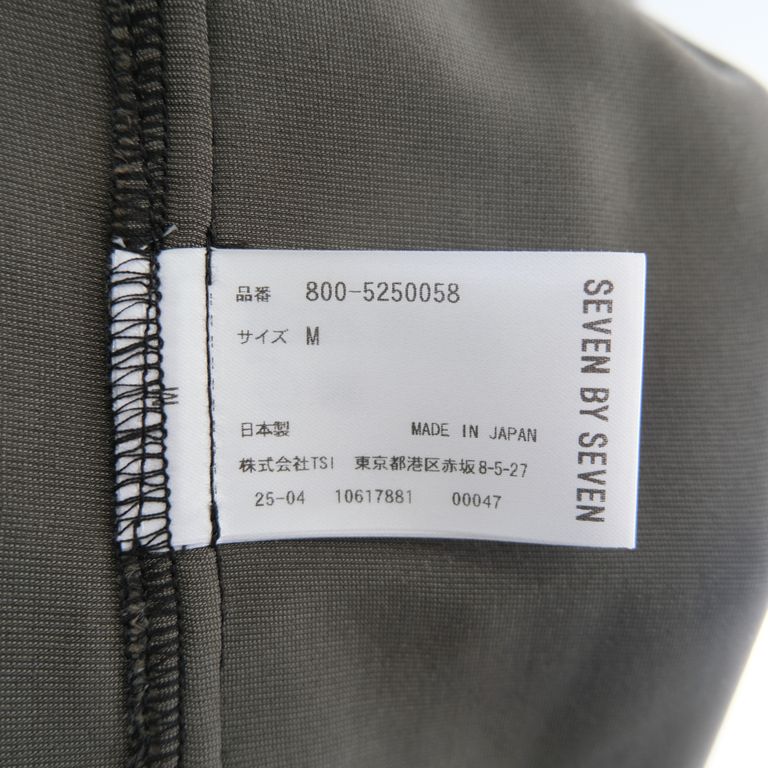 品番 800-5250058
サイズ M
日本製 MADE IN JAPAN
株式会社TSI 東京都港区赤坂8-5-27
25-04 10617881 00047
SEVEN BY SEVEN
M